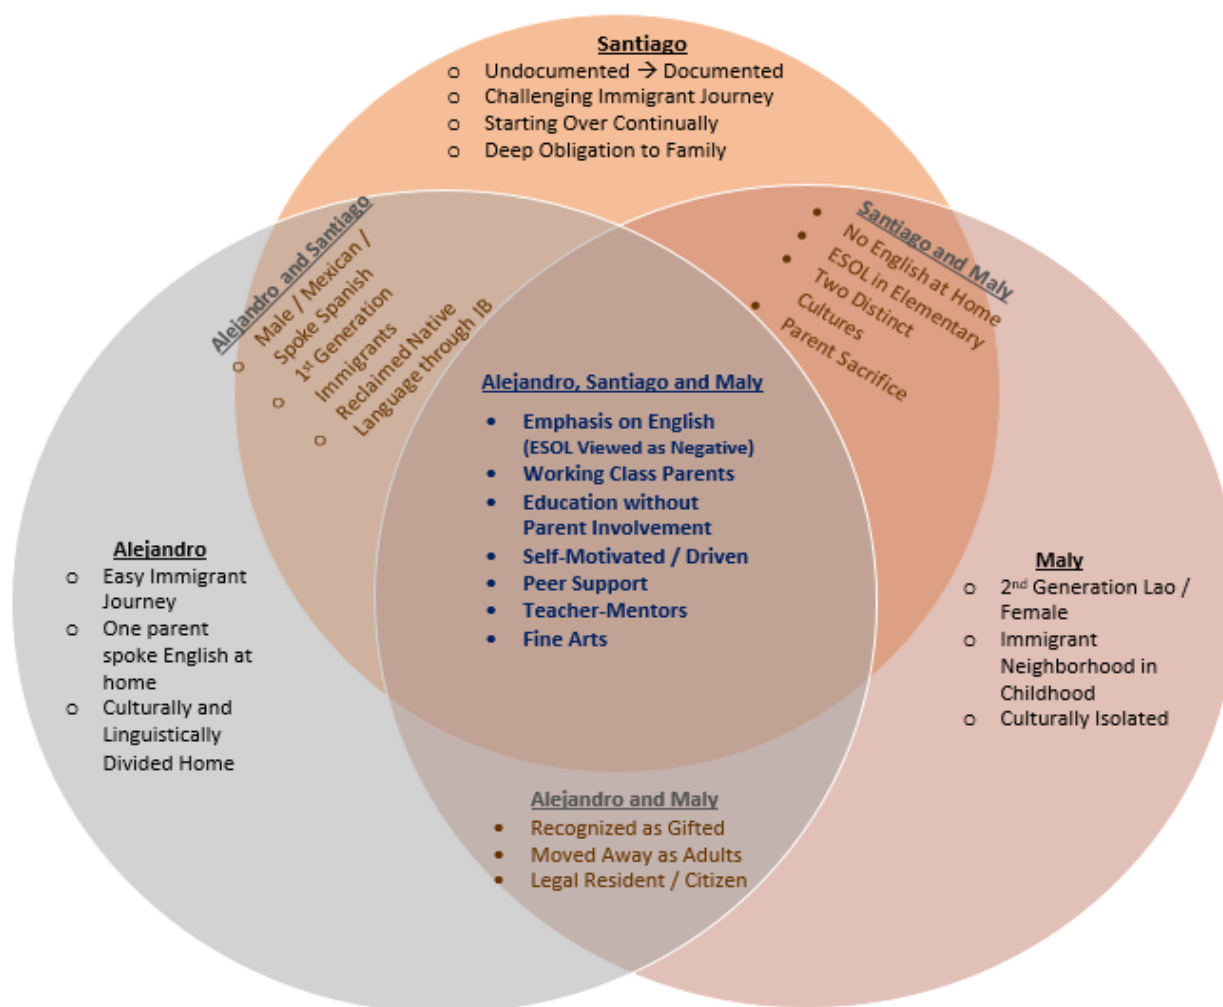 Santiago
o Undocumented → Documented
o Challenging Immigrant Journey
o Starting Over Continually
o Deep Obligation to Family
Alejandro and Santiago
o Male / Mexican /
Spoke Spanish
o 1st Generation
Immigrants
o Reclaimed Native
Language through IB
Santiago and Maly
• No English at Home
• ESOL in Elementary
• Two Distinct
Cultures
• Parent Sacrifice
Alejandro, Santiago and Maly
• Emphasis on English
(ESOL Viewed as Negative)
• Working Class Parents
• Education without
Parent Involvement
• Self-Motivated / Driven
• Peer Support
• Teacher-Mentors
• Fine Arts
Alejandro
o Easy Immigrant
Journey
o One parent
spoke English at
home
o Culturally and
Linguistically
Divided Home
Maly
o 2nd Generation Lao /
Female
o Immigrant
Neighborhood in
Childhood
o Culturally Isolated
Alejandro and Maly
• Recognized as Gifted
• Moved Away as Adults
• Legal Resident / Citizen